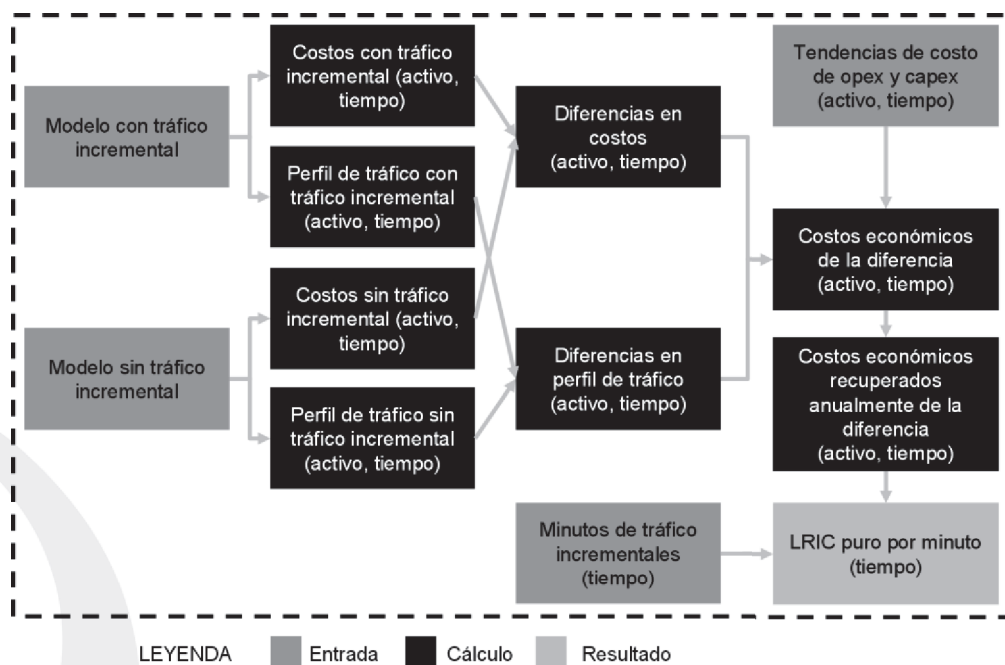 Modelo con tráfico
incremental
Modelo sin tráfico
incremental
Costos con tráfico
incremental (activo,
tiempo)
Perfil de tráfico con
tráfico incremental
(activo, tiempo)
Costos sin tráfico
incremental (activo,
tiempo)
Perfil de tráfico sin
tráfico incremental
(activo, tiempo)
Diferencias en
costos
(activo, tiempo)
Diferencias en
perfil de tráfico
(activo, tiempo)
Minutos de tráfico
incrementales
(tiempo)
Tendencias de costo
de opex y capex
(activo, tiempo)
Costos económicos
de la diferencia
(activo, tiempo)
Costos económicos
recuperados
anualmente de la
diferencia
(activo, tiempo)
LRIC puro por minuto
(tiempo)
LEYENDA Entrada Cálculo Resultado